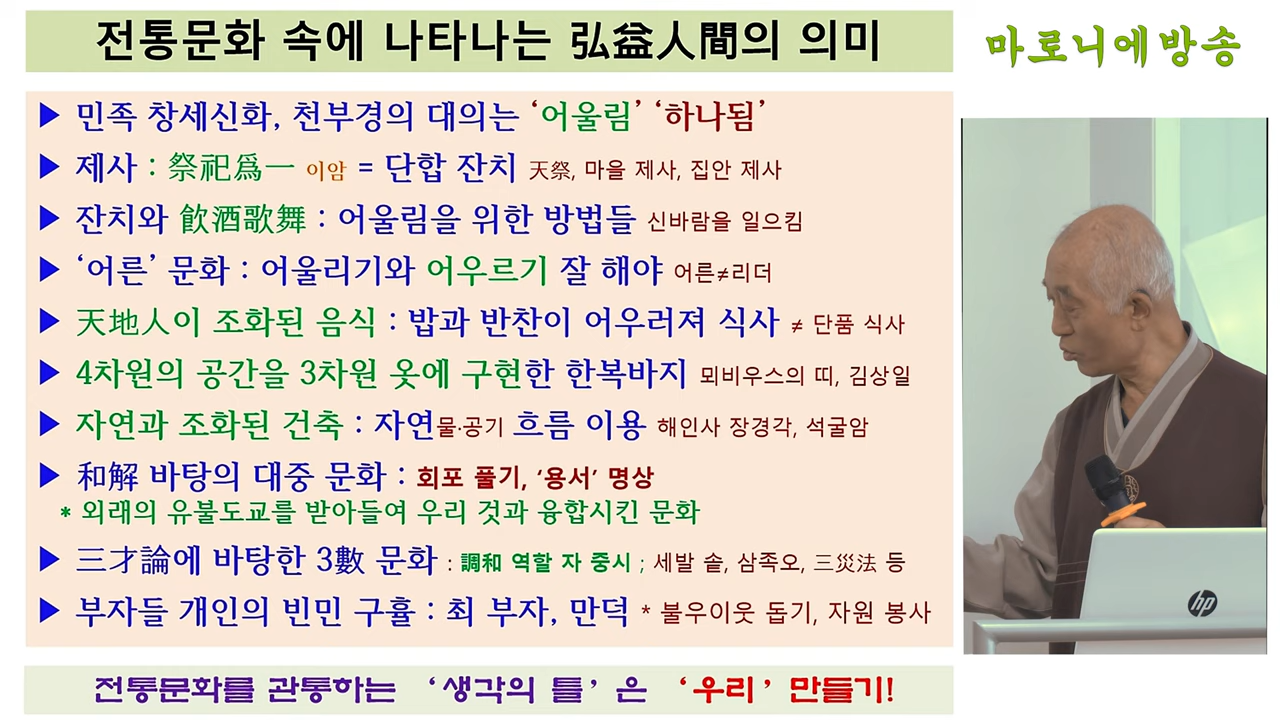 전통문화 속에 나타나는 弘益人間의 의미
마로니에방송
▶ 민족 창세신화, 천부경의 대의는 ‘어울림’ ‘하나됨’
▶ 제사 : 祭祀爲一 이암 = 단합 잔치 天祭, 마을 제사, 집안 제사
▶ 잔치와 飮酒歌舞 : 어울림을 위한 방법들 신바람을 일으킴
▶ ‘어른’ 문화 : 어울리기와 어우르기 잘 해야 어른≠리더
▶ 天地人이 조화된 음식 : 밥과 반찬이 어우러져 식사 ≠ 단품 식사
▶ 4차원의 공간을 3차원 옷에 구현한 한복바지 뫼비우스의 띠, 김상일
▶ 자연과 조화된 건축 : 자연물·공기 흐름 이용 해인사 장경각, 석굴암
▶ 和解 바탕의 대중 문화 : 회포 풀기, ‘용서’ 명상
* 외래의 유불도교를 받아들여 우리 것과 융합시킨 문화
▶ 三才論에 바탕한 3數 문화 : 調和 역할 자 중시 ; 세발 솥, 삼족오, 三災法 등
▶ 부자들 개인의 빈민 구휼 : 최 부자, 만덕 * 불우이웃 돕기, 자원 봉사
전통문화를 관통하는 ‘생각의 틀’은 ‘우리’ 만들기!
hp